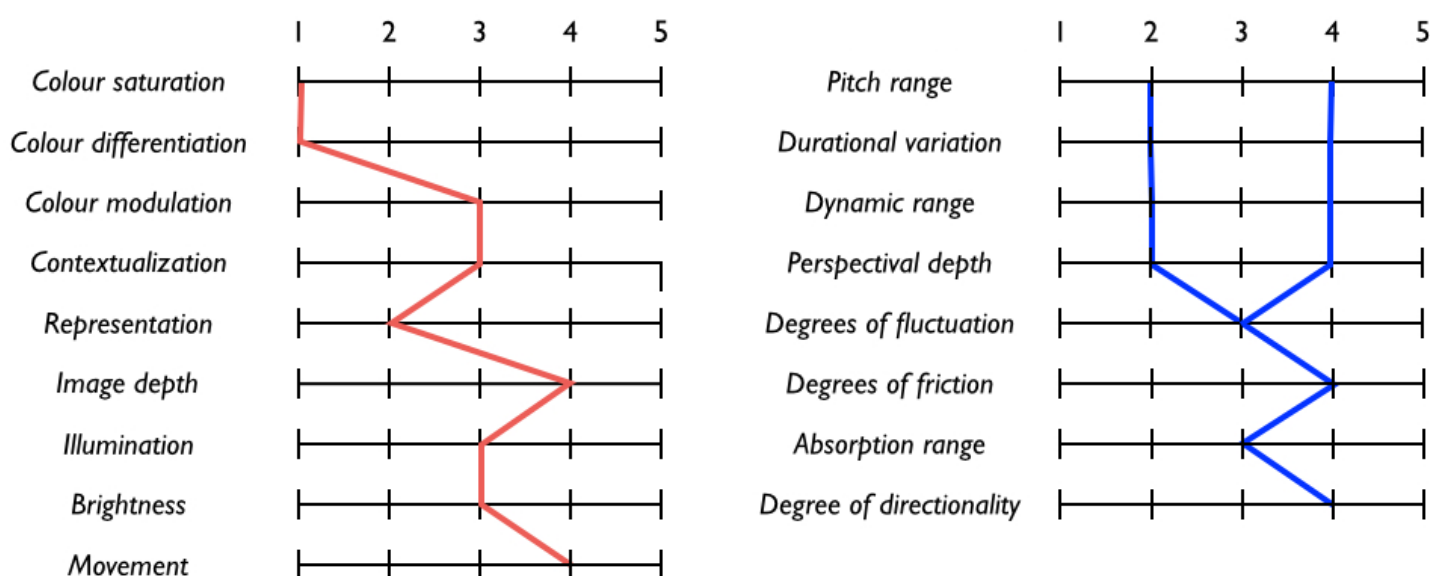 1 2 3 4 5
Colour saturation
Colour differentiation
Colour modulation
Contextualization
Representation
Image depth
Illumination
Brightness
Movement
1 2 3 4 5
Pitch range
Durational variation
Dynamic range
Perspectival depth
Degrees of fluctuation
Degrees of friction
Absorption range
Degree of directionality